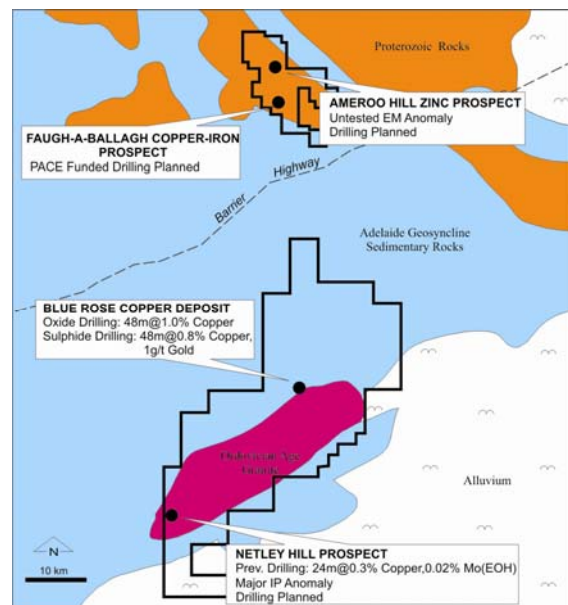 Proterozoic Rocks
AMEROO HILL ZINC PROSPECT
Untested EM Anomaly
Drilling Planned
FAUGH-A-BALLAGH COPPER-IRON
PROSPECT
PACE Funded Drilling Planned
Barrier Highway
Adelaide Geosyncline
Sedimentary Rocks
BLUE ROSE COPPER DEPOSIT
Oxide Drilling: 48m@1.0% Copper
Sulphide Drilling: 48m@0.8% Copper,
1g/t Gold
Ordovician Age
Granite
Alluvium
N
10 km
NETLEY HILL PROSPECT
Prev. Drilling: 24m@0.3% Copper,0.02% Mo(EOH)
Major IP Anomaly
Drilling Planned